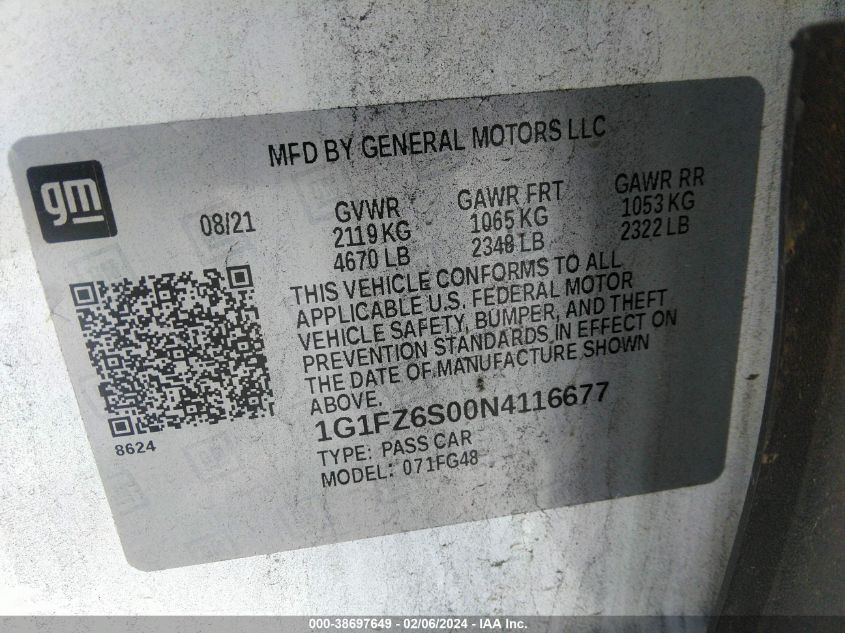 MFD BY GENERAL MOTORS LLC
gm
08/21
GVWR
2119 KG
4670 LB
GAWR FRT
1065 KG
2348 LB
GAWR RR
1053 KG
2322 LB
THIS VEHICLE CONFORMS TO ALL
APPLICABLE U.S. FEDERAL MOTOR
VEHICLE SAFETY, BUMPER, AND THEFT
PREVENTION STANDARDS IN EFFECT ON
THE DATE OF MANUFACTURE SHOWN
ABOVE.
8624
1G1FZ6S00N4116677
TYPE: PASS CAR
MODEL: 071FG48
000-38697649 - 02/06/2024 - IAA Inc.